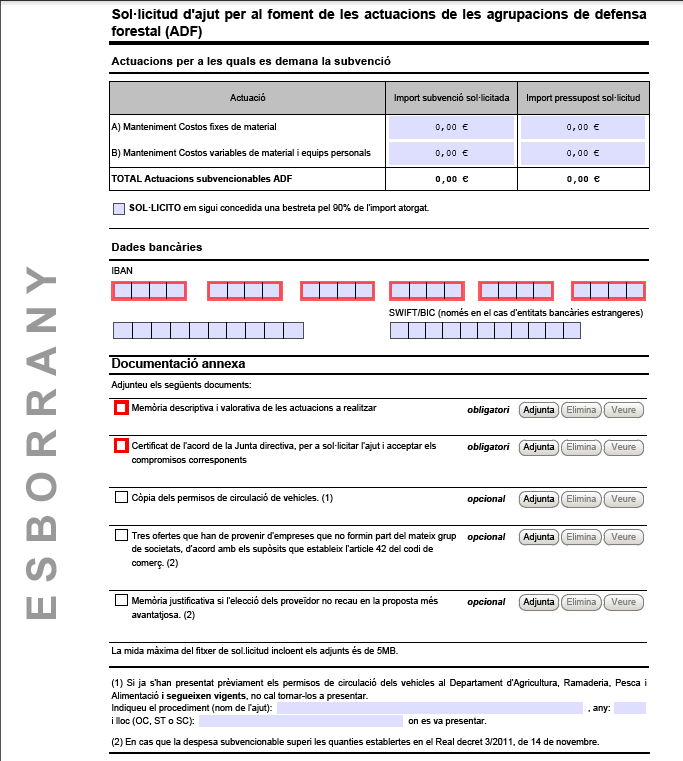 Sol·licitud d'ajut per al foment de les actuacions de les agrupacions de defensa
forestal (ADF)
Actuacions per a les quals es demana la subvenció
Actuació Import subvenció sol·licitada Import pressupost sol·licitud
A) Manteniment Costos fixes de material 0,00 € 0,00 €
B) Manteniment Costos variables de material i equips personals 0,00 € 0,00 €
TOTAL Actuacions subvencionables ADF 0,00 € 0,00 €
SOL·LICITO em sigui concedida una bestreta pel 90% de l'import atorgat.
Dades bancàries
IBAN
SWIFT/BIC (només en el cas d'entitats bancàries estrangeres)
Documentació annexa
Adjunteu els següents documents:
Memòria descriptiva i valorativa de les actuacions a realitzar obligatori Adjunta Elimina Veure
Certificat de l'acord de la Junta directiva, per a sol·licitar l'ajut i acceptar els obligatori Adjunta Elimina Veure
compromisos corresponents
Còpia dels permisos de circulació de vehicles. (1) opcional Adjunta Elimina Veure
Tres ofertes que han de provenir d'empreses que no formin part del mateix grup opcional Adjunta Elimina Veure
de societats, d'acord amb els supòsits que estableix l'article 42 del codi de
comerç. (2)
Memòria justificativa si l'elecció dels proveïdor no recau en la proposta més opcional Adjunta Elimina Veure
avantatjosa. (2)
La mida màxima del fitxer de sol.licitud incloent els adjunts és de 5MB.
(1) Si ja s'han presentat prèviament els permisos de circulació dels vehicles al Departament d'Agricultura, Ramaderia, Pesca i
Alimentació i segueixen vigents, no cal tornar-los a presentar.
Indiqueu el procediment (nom de l'ajut): , any:
i lloc (OC, ST o SC): on es va presentar.
(2) En cas que la despesa subvencionable superi les quanties establertes en el Real decret 3/2011, de 14 de novembre.
ESBORRANY